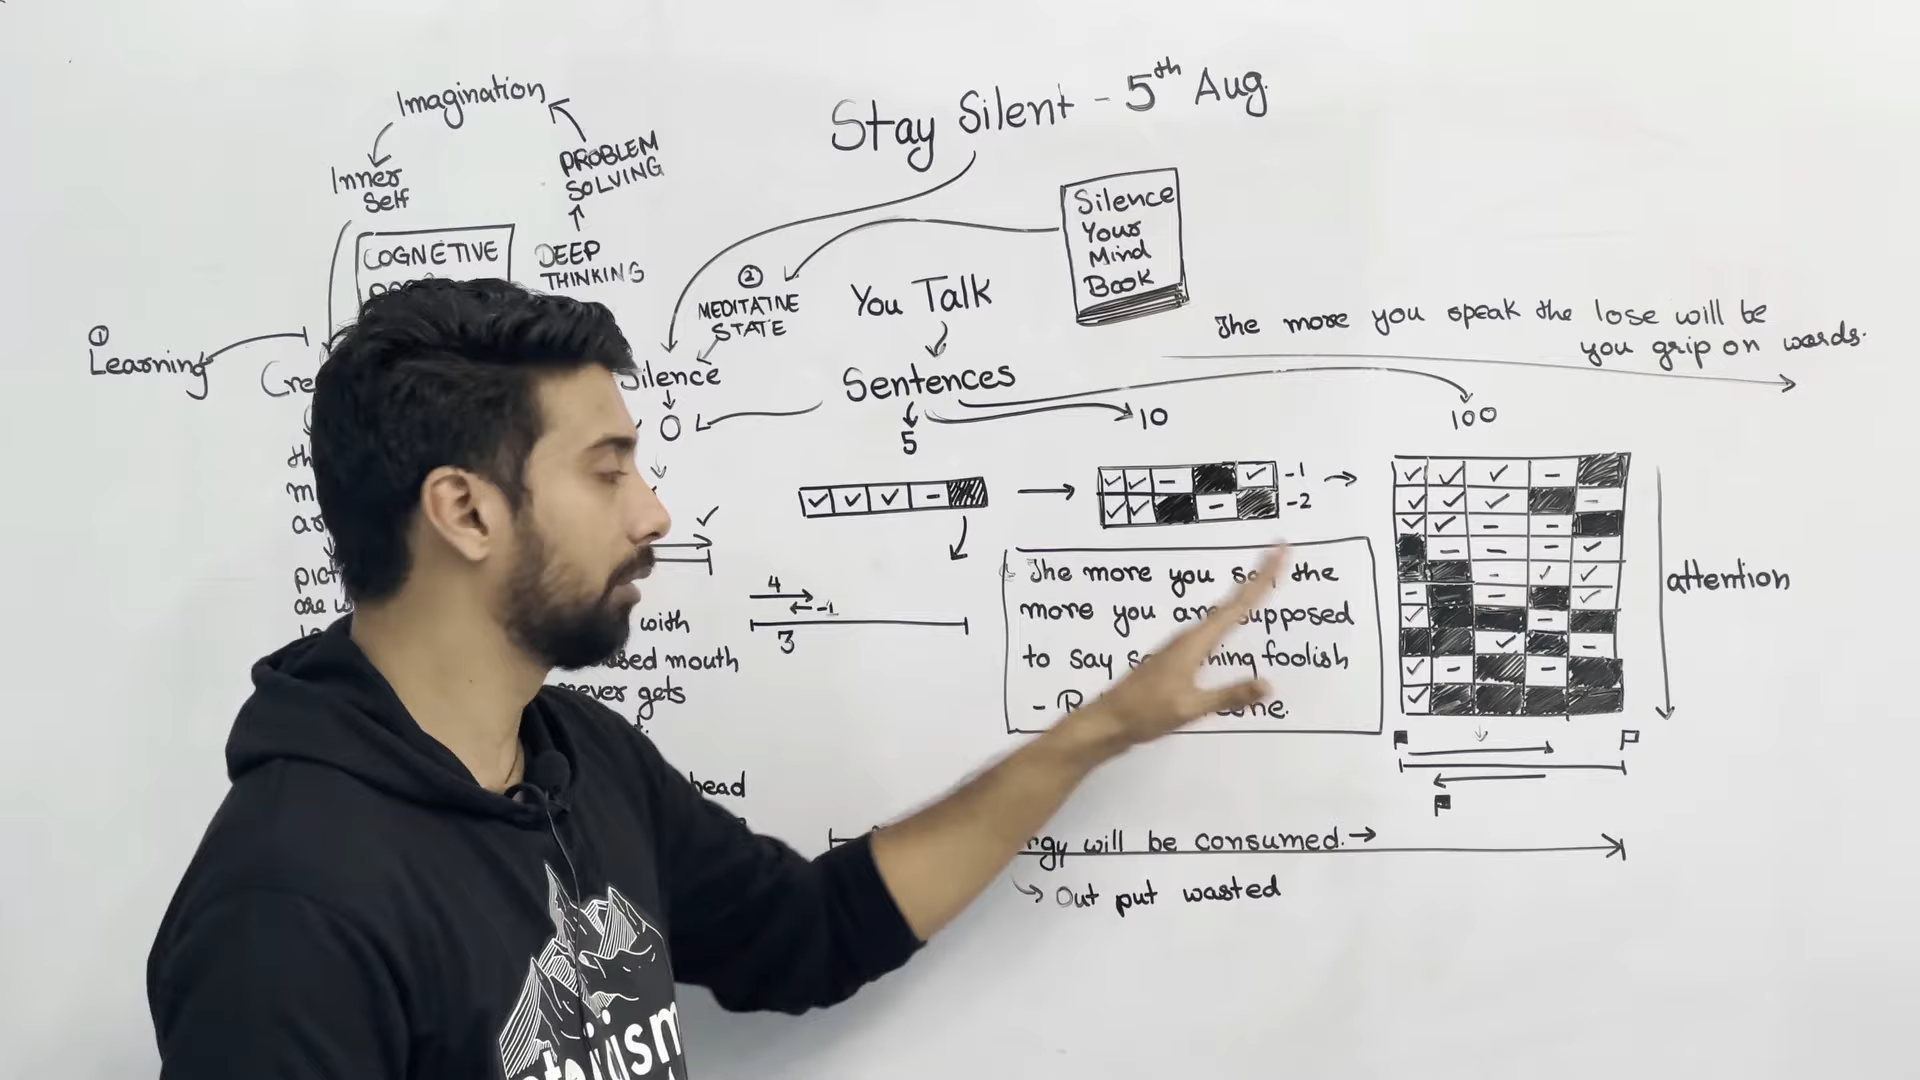 Stay Silent - 5th Aug.
Imagination
PROBLEM
SOLVING
Inner
Self
COGNETIVE
DEEP
THINKING
Silence
Your
Mind
Book
①
Learning
②
MEDITATIVE
STATE
You Talk
The more you speak the lose will be
you grip on words.
Silence
0
Sentences
5
10
100
-1
-2
4
-1
3
The more you say the
more you are supposed
to say something foolish
attention
pict
with
mouth
never gets
P
P
P
will be consumed.
Out put wasted